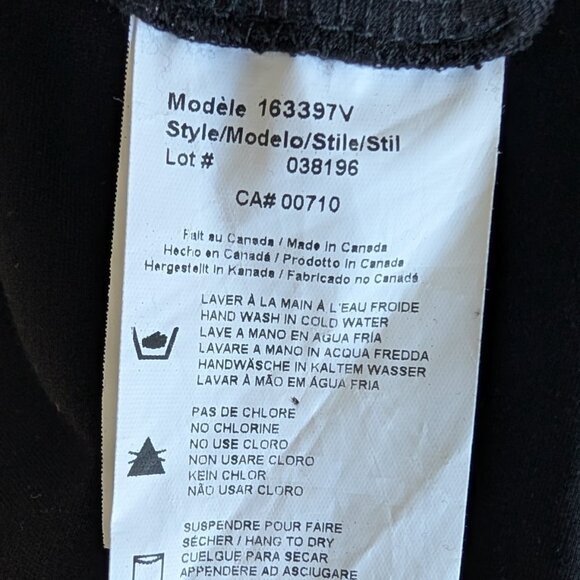 Modèle 163397V
Style/Modelo/Stile/Stil
Lot # 038196
CA# 00710
Fait au Canada / Made in Canada
Hecho en Canadá / Prodotto in Canada
Hergestellt in Kanada / Fabricado no Canadá
LAVER À LA MAIN À L'EAU FROIDE
HAND WASH IN COLD WATER
LAVE A MANO EN AGUA FRÍA
LAVARE A MANO IN ACQUA FREDDA
HANDWÄSCHE IN KALTEM WASSER
LAVAR À MÃO EM ÁGUA FRIA
PAS DE CHLORE
NO CHLORINE
NO USE CLORO
NON USARE CLORO
KEIN CHLOR
NÃO USAR CLORO
SUSPENDRE POUR FAIRE
SÉCHER / HANG TO DRY
CUELGUE PARA SECAR
APPENDERE AD ASCIUGARE